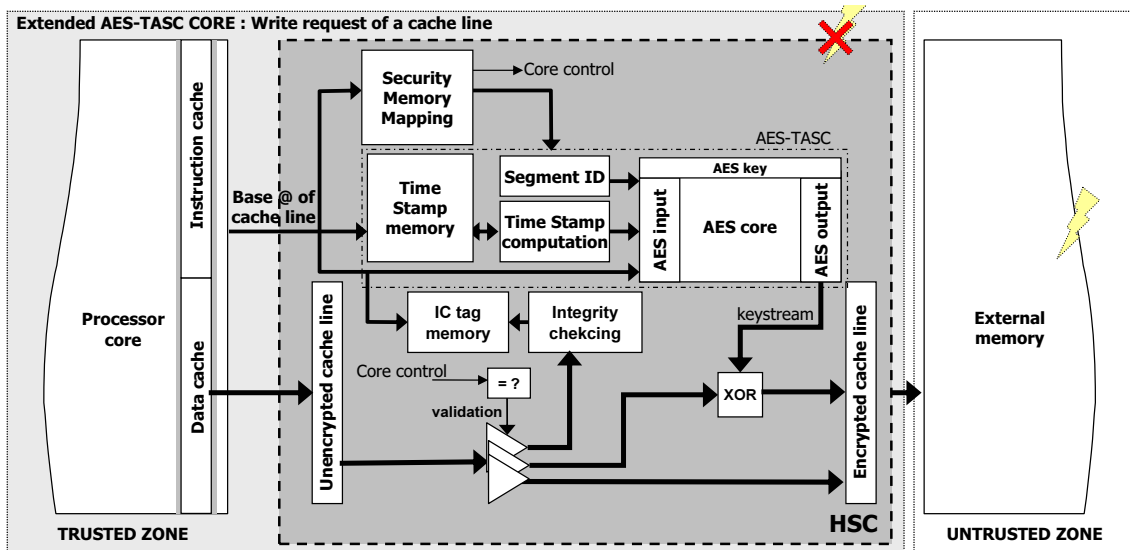 Extended AES-TASC CORE : Write request of a cache line
Core control
Security
Memory
Mapping
AES-TASC
Instruction cache
Base @ of
cache line
Time
Stamp
memory
Segment ID
Time Stamp
computation
AES key
AES input
AES core
AES output
Processor
core
Data cache
Unencrypted cache line
IC tag
memory
Integrity
chekcing
keystream
Core control
= ?
validation
XOR
Encrypted cache line
External
memory
HSC
TRUSTED ZONE
UNTRUSTED ZONE